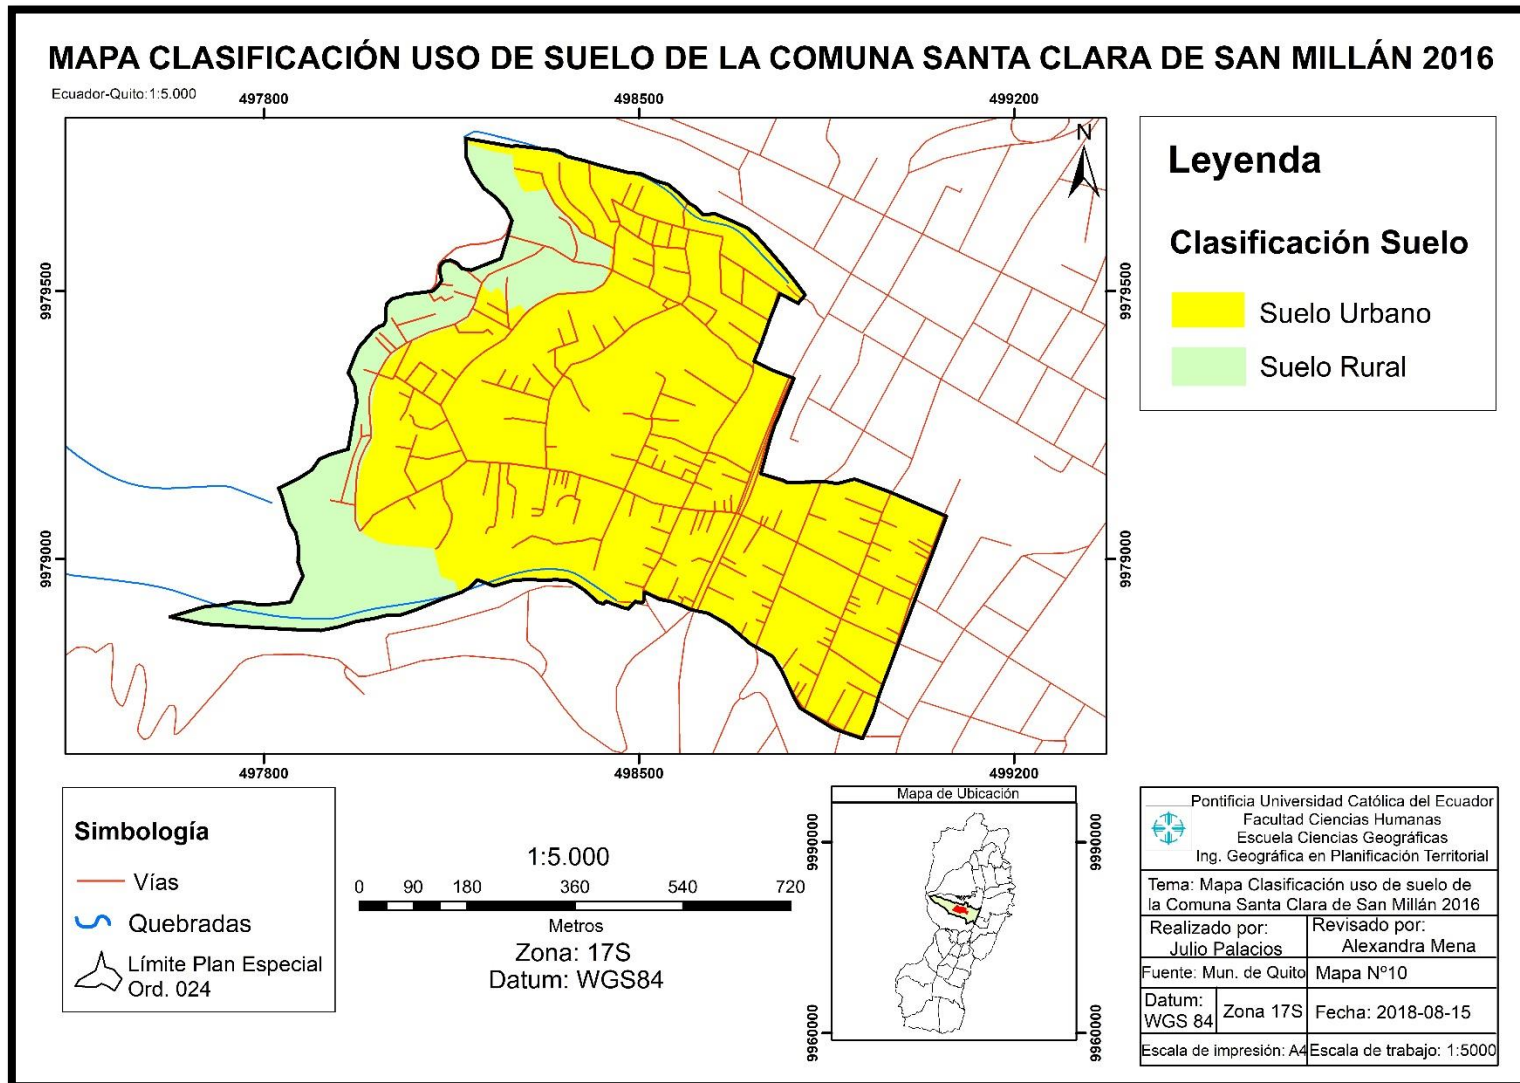 MAPA CLASIFICACIÓN USO DE SUELO DE LA COMUNA SANTA CLARA DE SAN MILLÁN 2016
Ecuador-Quito:1:5.000
497800
498500
499200
N
9979500
9979500
9979000
9979000
497800
498500
499200
Leyenda
Clasificación Suelo
Suelo Urbano
Suelo Rural
Simbología
Vías
Quebradas
Límite Plan Especial
Ord. 024
1:5.000
0 90 180 360 540 720
Metros
Zona: 17S
Datum: WGS84
Mapa de Ubicación
9990000
9990000
9960000
9960000
Pontificia Universidad Católica del Ecuador
Facultad Ciencias Humanas
Escuela Ciencias Geográficas
Ing. Geográfica en Planificación Territorial
Tema: Mapa Clasificación uso de suelo de
la Comuna Santa Clara de San Millán 2016
Realizado por:
Julio Palacios
Revisado por:
Alexandra Mena
Fuente: Mun. de Quito
Mapa Nº10
Datum:
WGS 84
Zona 17S
Fecha: 2018-08-15
Escala de impresión: A4
Escala de trabajo: 1:5000